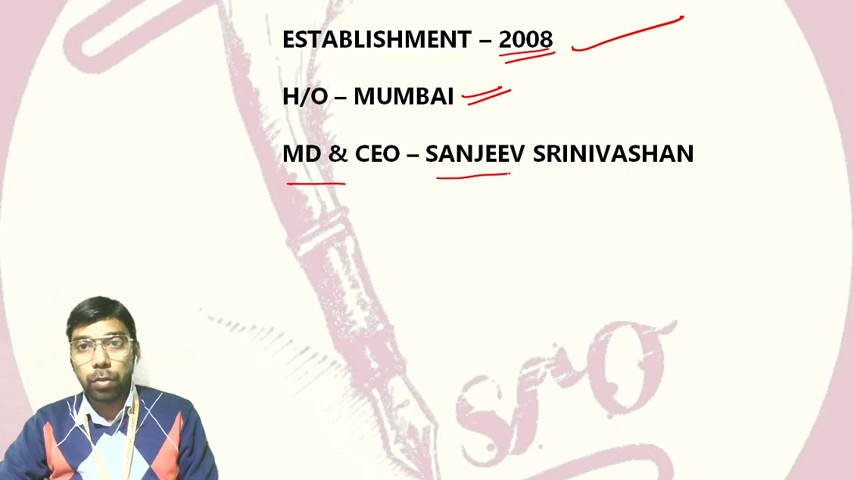 ESTABLISHMENT – 2008
H/O – MUMBAI
MD & CEO – SANJEEV SRINIVASHAN